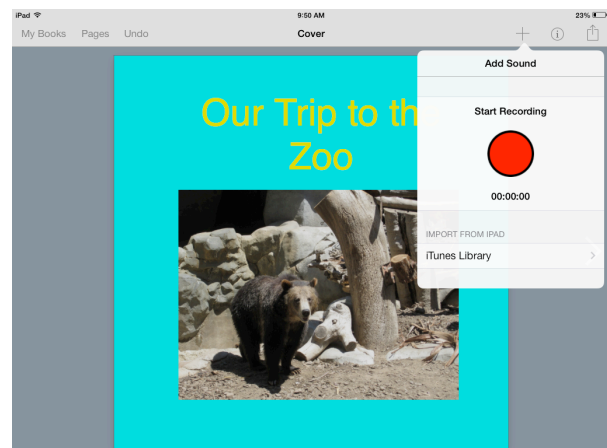 iPad 9:50 AM 23%
My Books Pages Undo Cover
Add Sound
Our Trip to th
Zoo
Start Recording
00:00:00
IMPORT FROM IPAD
iTunes Library